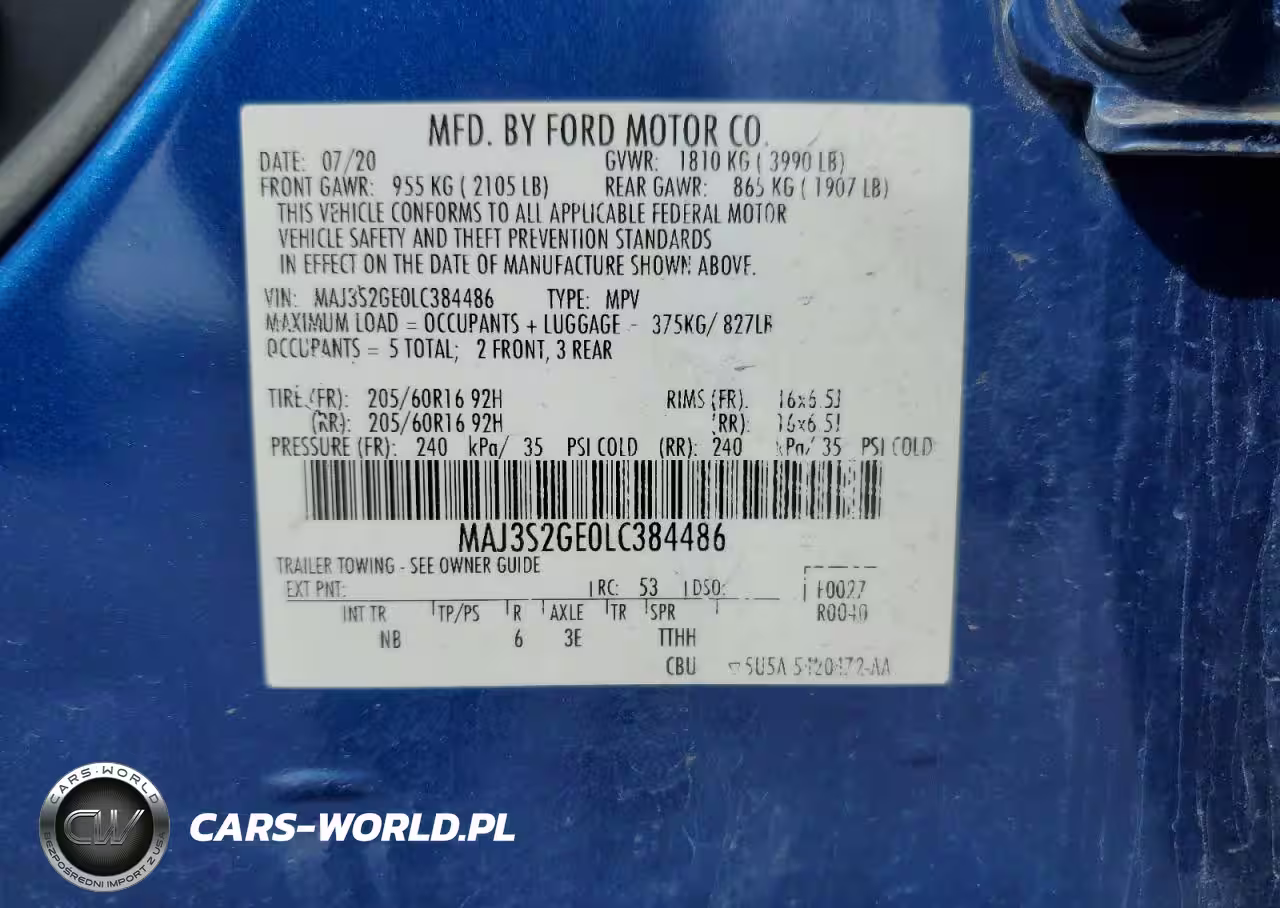 MFD. BY FORD MOTOR CO.
DATE: 07/20 GVWR: 1810 KG ( 3990 LB)
FRONT GAWR: 955 KG ( 2105 LB) REAR GAWR: 865 KG ( 1907 LB)
THIS VEHICLE CONFORMS TO ALL APPLICABLE FEDERAL MOTOR
VEHICLE SAFETY AND THEFT PREVENTION STANDARDS
IN EFFECT ON THE DATE OF MANUFACTURE SHOWN ABOVE.
VIN: MAJ3S2GE0LC384486 TYPE: MPV
MAXIMUM LOAD = OCCUPANTS + LUGGAGE - 375KG/ 827LB
OCCUPANTS = 5 TOTAL; 2 FRONT, 3 REAR
TIRE (FR): 205/60R16 92H RIMS (FR). 16x6.5J
(RR): 205/60R16 92H (RR): 16x6.5J
PRESSURE (FR): 240 kPa/ 35 PSI COLD (RR): 240 kPa/ 35 PSI COLD
MAJ3S2GE0LC384486
TRAILER TOWING - SEE OWNER GUIDE
EXT PNT: RC: 53 DSO: F0027
INT TR TP/PS R AXLE TR SPR R0040
NB 6 3E TTHH
CBU
CARS-WORLD
CW
BEZPOŚREDNI IMPORT Z USA
CARS-WORLD.PL